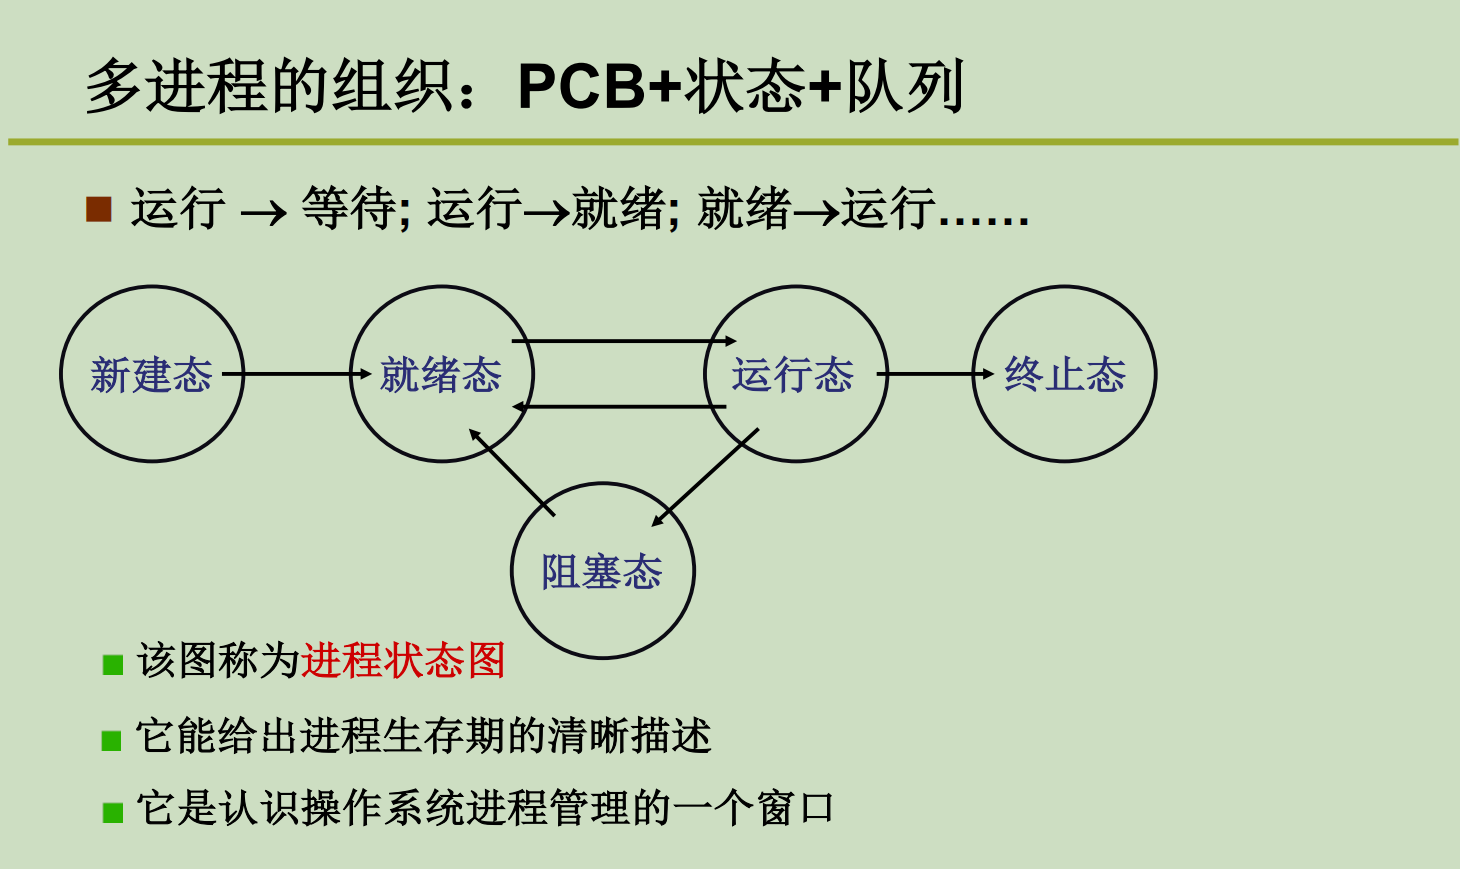 多进程的组织：PCB+状态+队列
运行 → 等待; 运行→就绪; 就绪→运行……
新建态 就绪态 运行态 终止态
阻塞态
该图称为进程状态图
它能给出进程生存期的清晰描述
它是认识操作系统进程管理的一个窗口